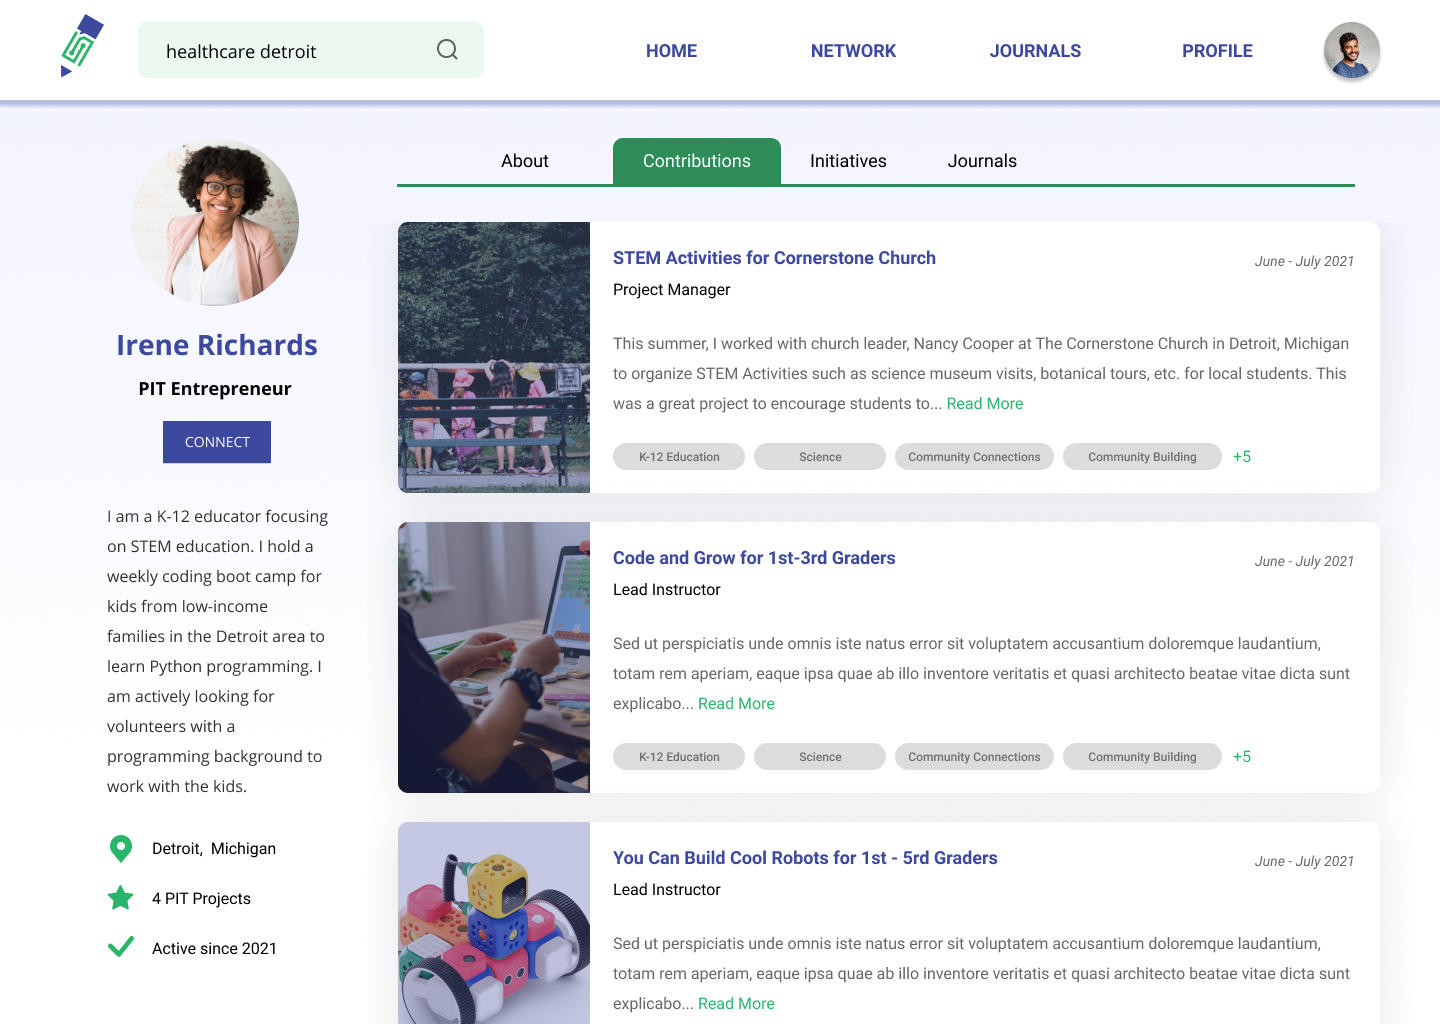 healthcare detroit
HOME
NETWORK
JOURNALS
PROFILE
Irene Richards
PIT Entrepreneur
CONNECT
I am a K-12 educator focusing
on STEM education. I hold a
weekly coding boot camp for
kids from low-income
families in the Detroit area to
learn Python programming. I
am actively looking for
volunteers with a
programming background to
work with the kids.
Detroit,  Michigan
4 PIT Projects
Active since 2021
About
Contributions
Initiatives
Journals
STEM Activities for Cornerstone Church
June - July 2021
Project Manager
This summer, I worked with church leader, Nancy Cooper at The Cornerstone Church in Detroit, Michigan
to organize STEM Activities such as science museum visits, botanical tours, etc. for local students. This
was a great project to encourage students to... Read More
K-12 Education
Science
Community Connections
Community Building
+5
Code and Grow for 1st-3rd Graders
June - July 2021
Lead Instructor
Sed ut perspiciatis unde omnis iste natus error sit voluptatem accusantium doloremque laudantium,
totam rem aperiam, eaque ipsa quae ab illo inventore veritatis et quasi architecto beatae vitae dicta sunt
explicabo... Read More
K-12 Education
Science
Community Connections
Community Building
+5
You Can Build Cool Robots for 1st - 5rd Graders
June - July 2021
Lead Instructor
Sed ut perspiciatis unde omnis iste natus error sit voluptatem accusantium doloremque laudantium,
totam rem aperiam, eaque ipsa quae ab illo inventore veritatis et quasi architecto beatae vitae dicta sunt
explicabo... Read More